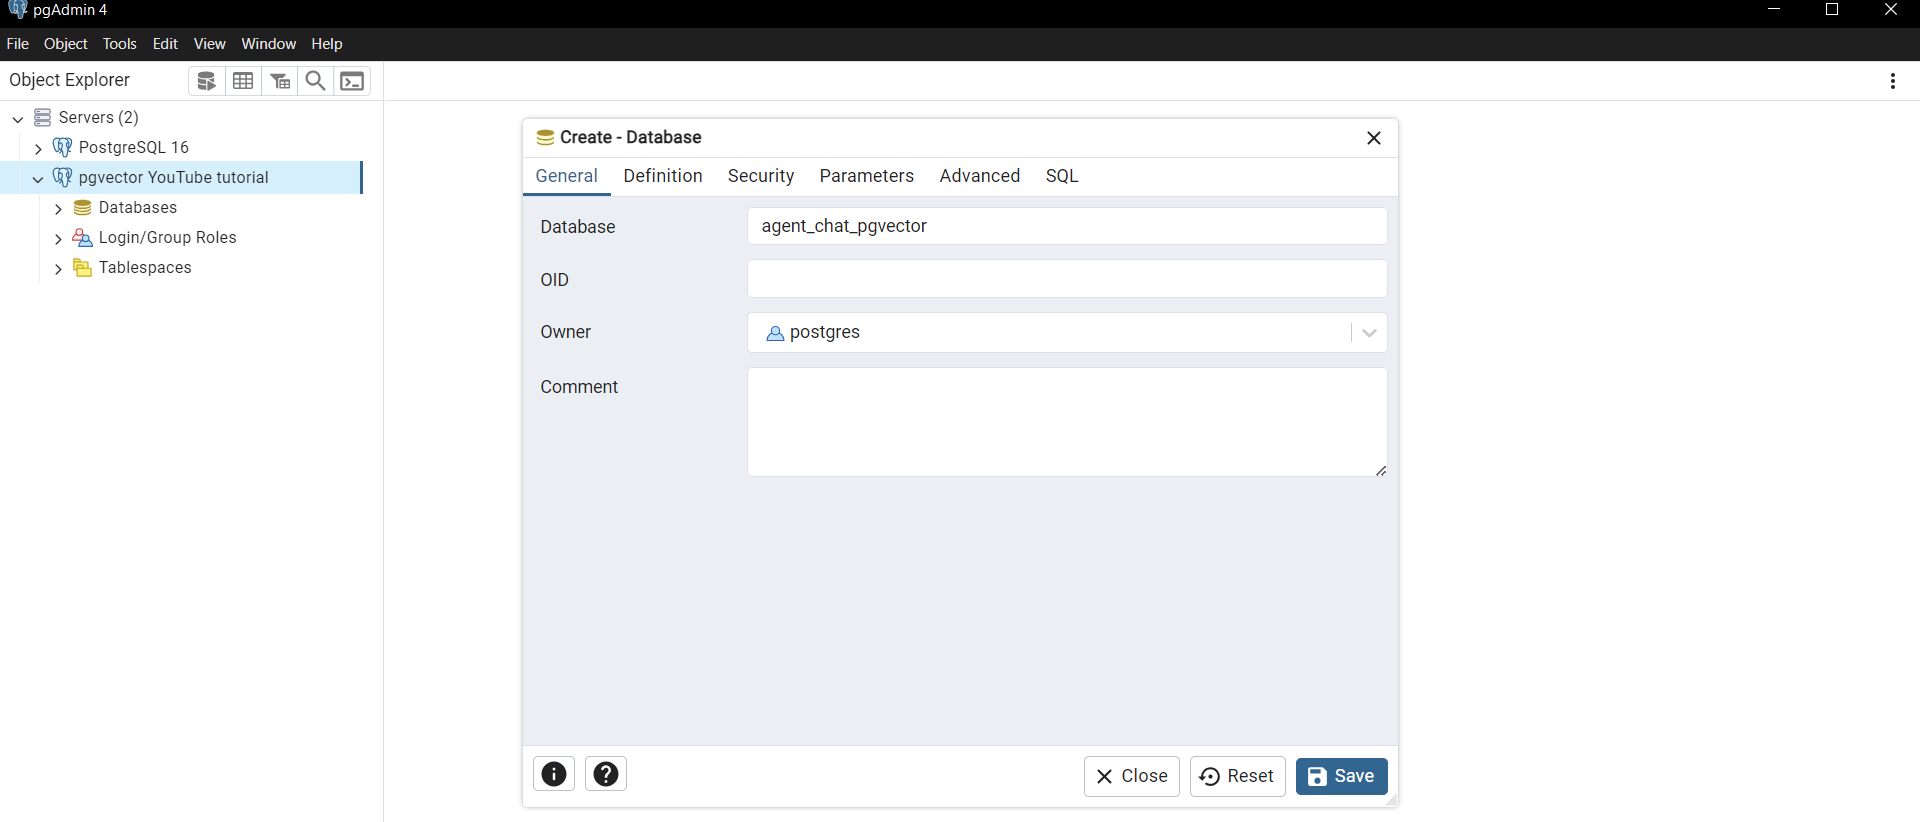 pgAdmin 4
File Object Tools Edit View Window Help
Object Explorer
Servers (2)
PostgreSQL 16
pgvector YouTube tutorial
Databases
Login/Group Roles
Tablespaces
Create - Database
General Definition Security Parameters Advanced SQL
Database agent_chat_pgvector
OID
Owner postgres
Comment
Close Reset Save